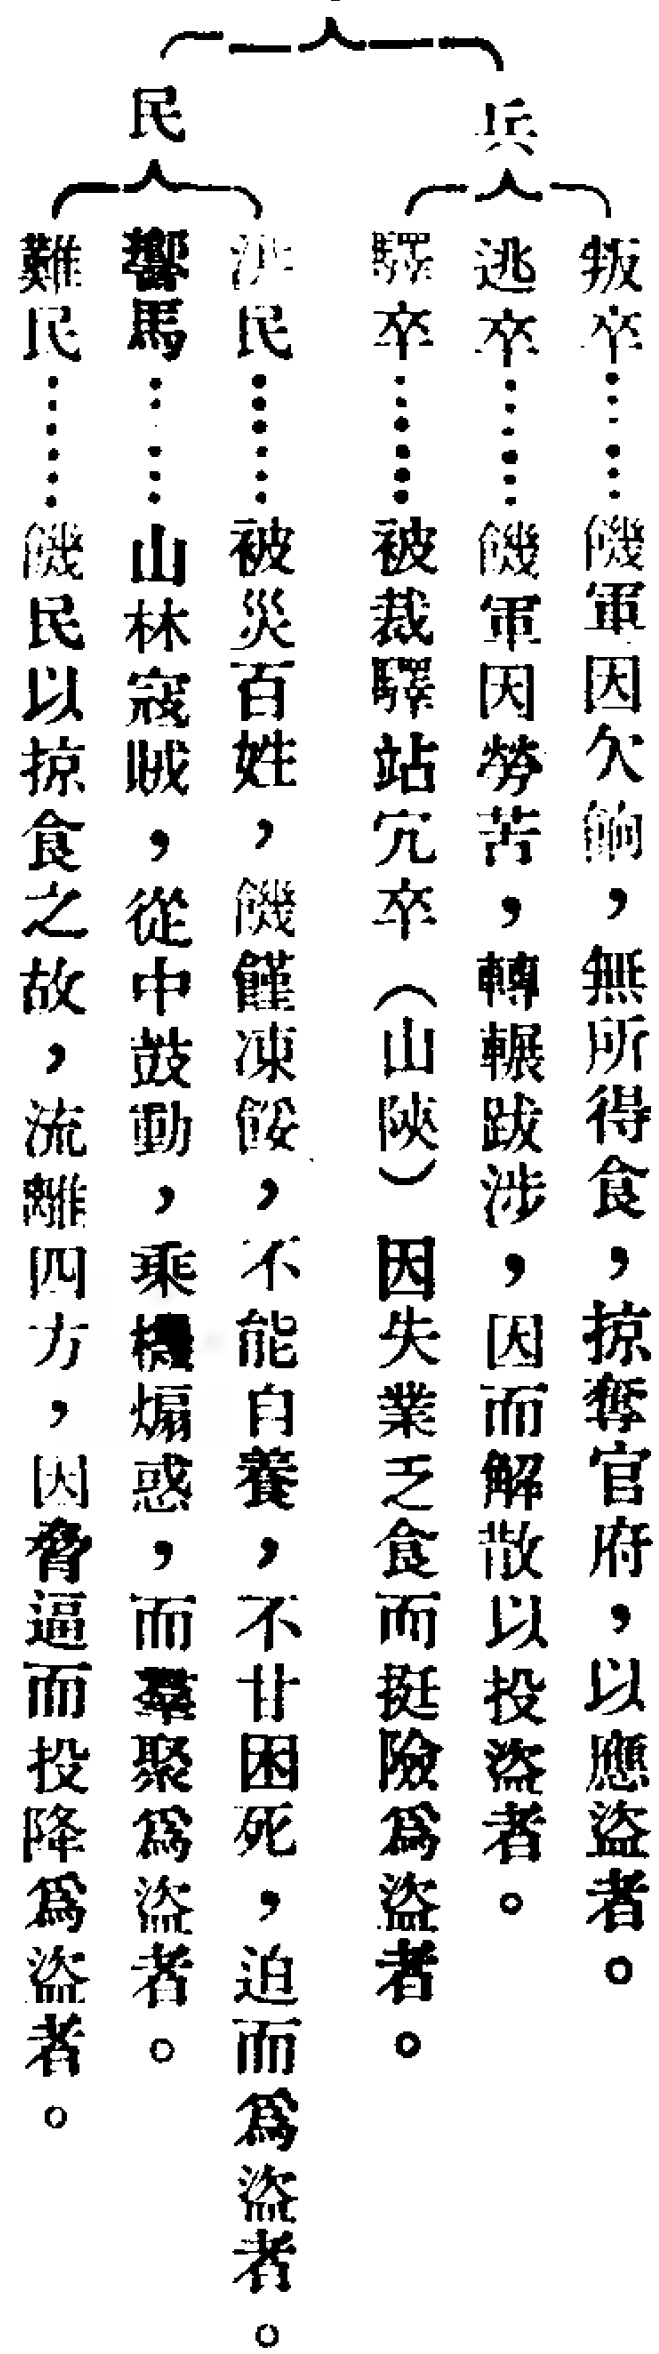 兵
叛卒……饑軍因欠餉，無所得食，掠奪官府，以應盜者。
逃卒……饑軍因勞苦，轉輾跋涉，因而解散以投盜者。
驛卒……被裁驛站冗卒（山陝）因失業乏食而挺險爲盜者。
民
民……被災百姓，饑饉凍餒，不能自養，不甘困死，迫而爲盜者。
響馬……山林寇賊，從中鼓動，乘機煽惑，而羣聚爲盜者。
難民……饑民以掠食之故，流離四方，因脅逼而投降爲盜者。